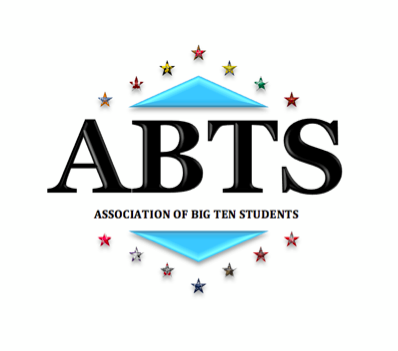 ABTS
ASSOCIATION OF BIG TEN STUDENTS